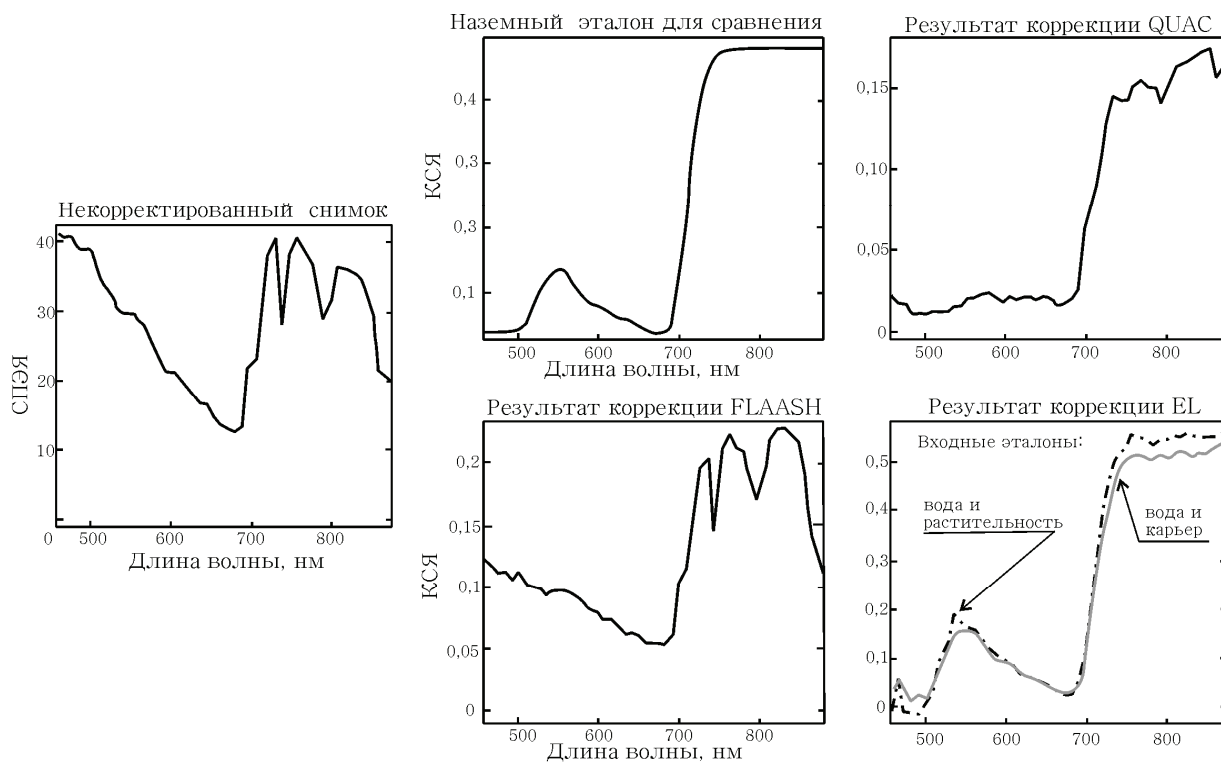 Некорректированный снимок
СПЭЯ
40
30
20
10
0
500
600
700
800
Длина волны, нм
Наземный эталон для сравнения
КСЯ
0,4
0,3
0,3
0,1
500
600
700
800
Длина волны, нм
Результат коррекции QUAC
0,15
0,10
0,05
0
500
600
700
800
Результат коррекции FLAASH
КСЯ
0,2
0,15
0,1
0,05
0
500
600
700
800
Длина волны, нм
Результат коррекции EL
Входные эталоны:
вода и
растительность
вода и
карьер
0,5
0,4
0,3
0,2
0,1
0
500
600
700
800